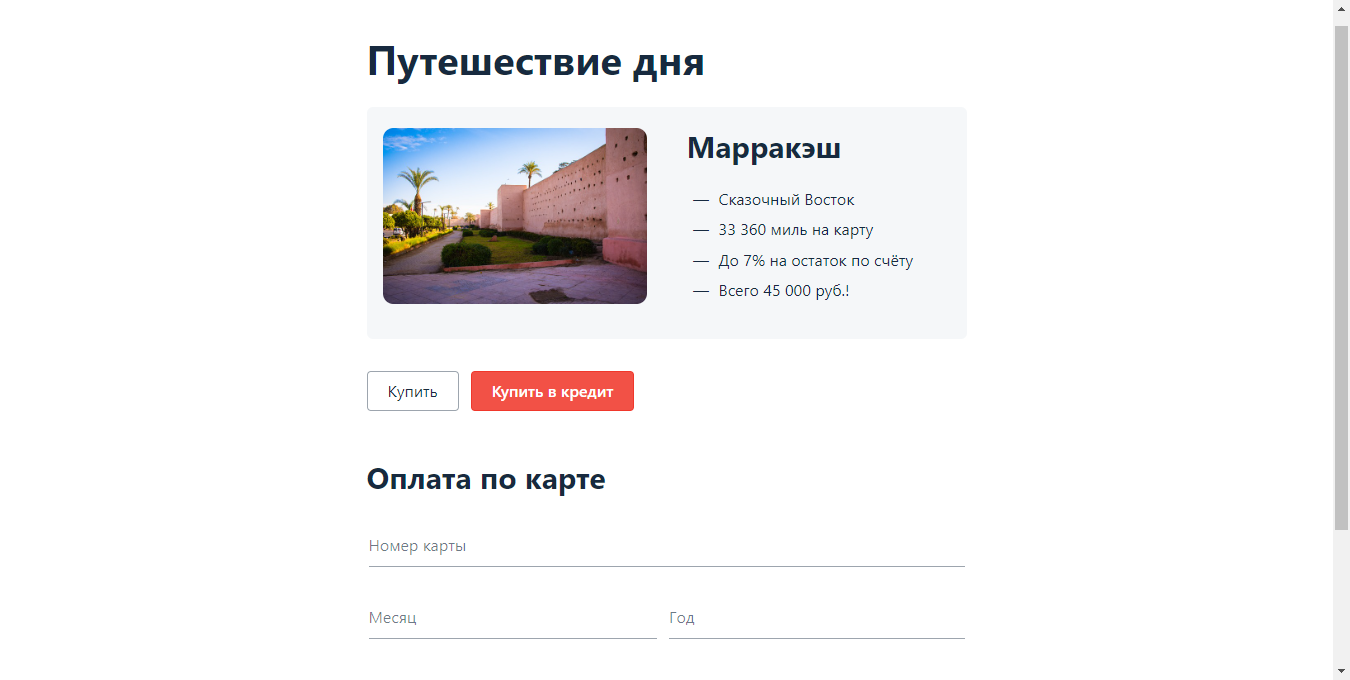 Путешествие дня
Марракэш
— Сказочный Восток
— 33 360 миль на карту
— До 7% на остаток по счёту
— Всего 45 000 руб.!
Купить
Купить в кредит
Оплата по карте
Номер карты
Месяц
Год